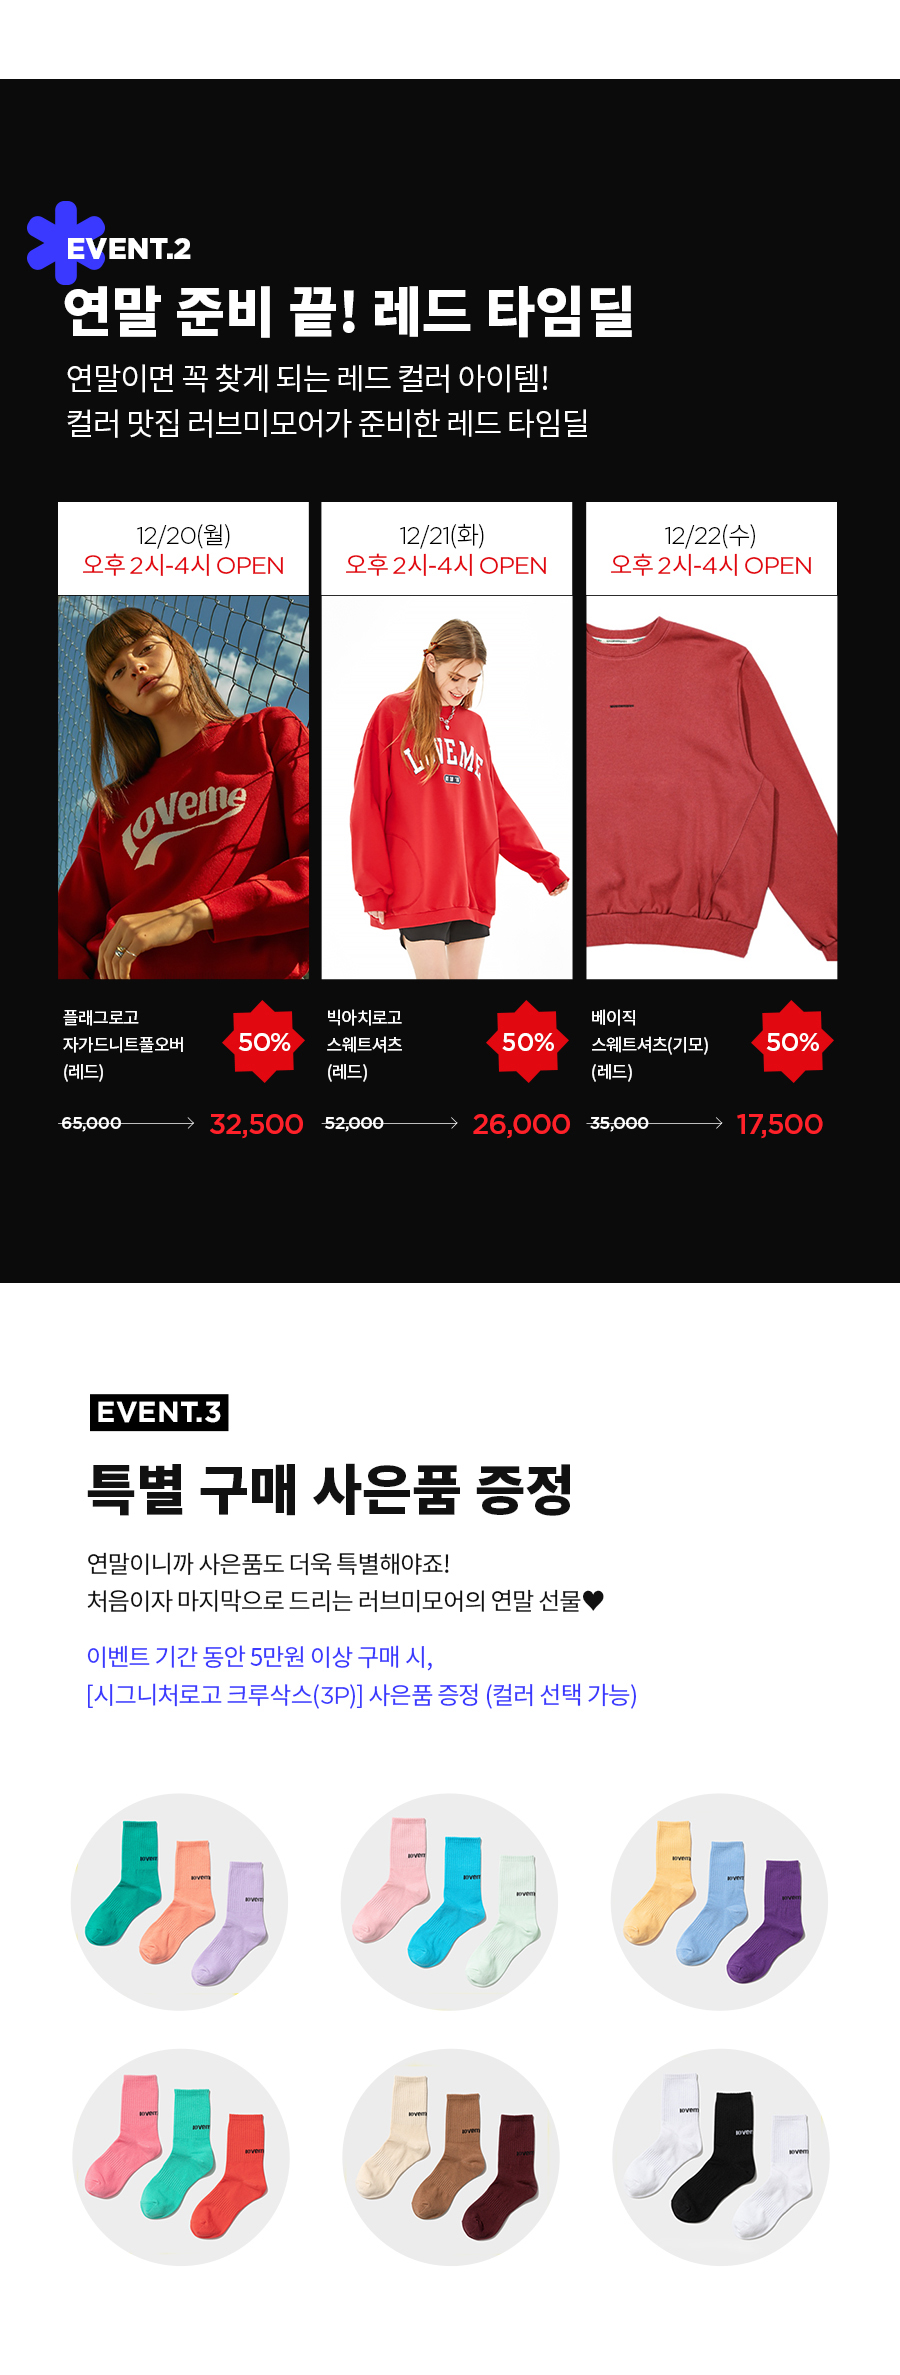 EVENT.2
연말 준비 끝! 레드 타임딜
연말이면 꼭 찾게 되는 레드 컬러 아이템!
컬러 맛집 러브미모어가 준비한 레드 타임딜
12/20(월)
오후 2시-4시 OPEN
12/21(화)
오후 2시-4시 OPEN
12/22(수)
오후 2시-4시 OPEN
loveme
LOVEME
플래그로고
자가드니트풀오버
(레드)
50%
65,000
32,500
빅아치로고
스웨트셔츠
(레드)
50%
52,000
26,000
베이직
스웨트셔츠(기모)
(레드)
50%
35,000
17,500
EVENT.3
특별 구매 사은품 증정
연말이니까 사은품도 더욱 특별해야죠!
처음이자 마지막으로 드리는 러브미모어의 연말 선물♥
이벤트 기간 동안 5만원 이상 구매 시,
[시그니처로고 크루삭스(3P)] 사은품 증정 (컬러 선택 가능)